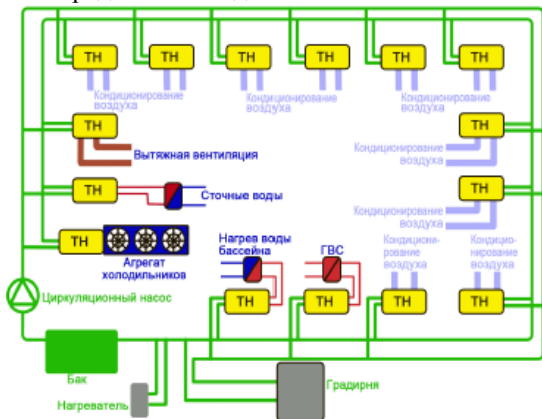 ТН ТН ТН ТН ТН ТН
Кондиционирование
воздуха
Кондиционирование
воздуха
Кондиционирование
воздуха
ТН
Вытяжная вентиляция
ТН
Кондиционирование
воздуха
ТН
Сточные воды
ТН
Кондиционирование
воздуха
ТН
Агрегат
холодильников
Нагрев воды
бассейна
ГВС
Кондициони-
рование
воздуха
Кондицио-
нирование
воздуха
ТН ТН ТН ТН
Циркуляционный насос
Бак
Нагреватель
Градирня